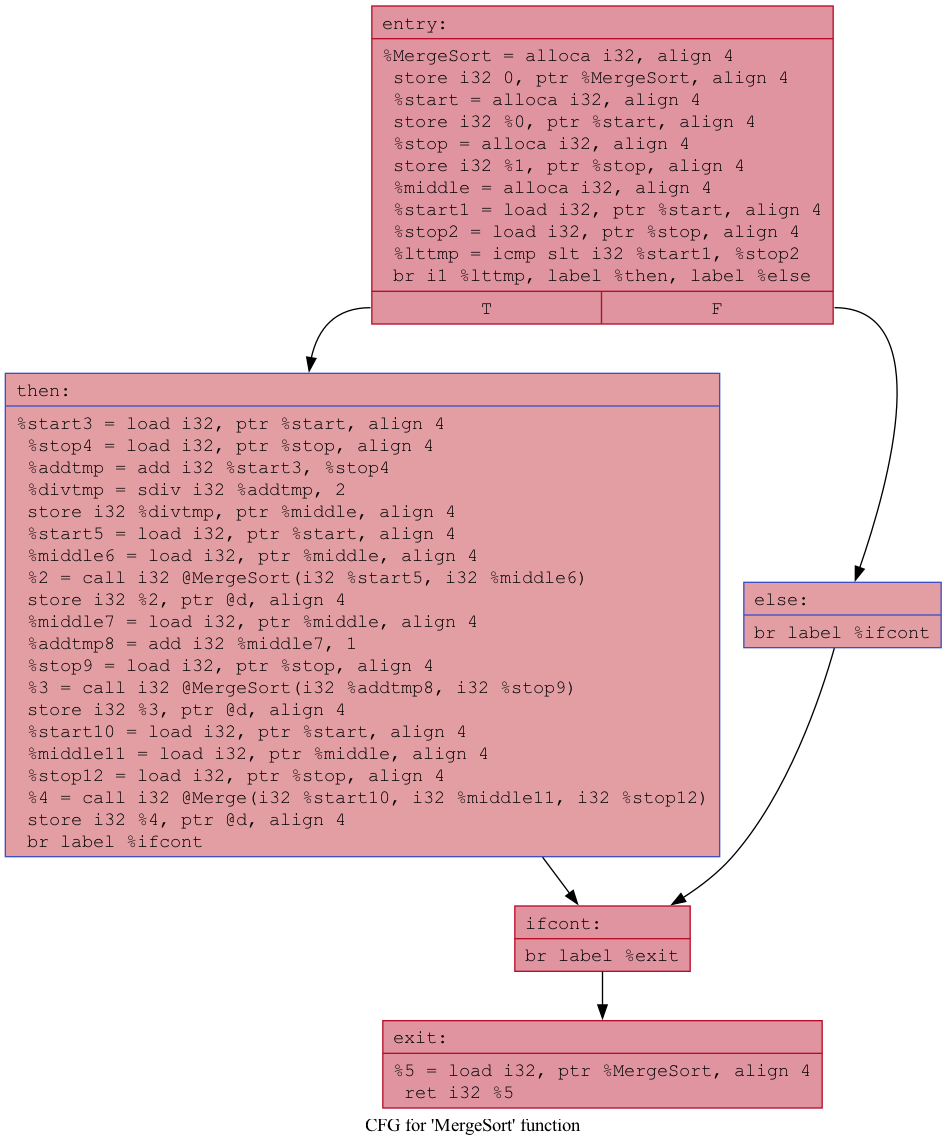 entry:
%MergeSort = alloca i32, align 4
store i32 0, ptr %MergeSort, align 4
%start = alloca i32, align 4
store i32 %0, ptr %start, align 4
%stop = alloca i32, align 4
store i32 %1, ptr %stop, align 4
%middle = alloca i32, align 4
%start1 = load i32, ptr %start, align 4
%stop2 = load i32, ptr %stop, align 4
%lttmp = icmp slt i32 %start1, %stop2
br i1 %lttmp, label %then, label %else
T F
then:
%start3 = load i32, ptr %start, align 4
%stop4 = load i32, ptr %stop, align 4
%addtmp = add i32 %start3, %stop4
%divtmp = sdiv i32 %addtmp, 2
store i32 %divtmp, ptr %middle, align 4
%start5 = load i32, ptr %start, align 4
%middle6 = load i32, ptr %middle, align 4
%2 = call i32 @MergeSort(i32 %start5, i32 %middle6)
store i32 %2, ptr @d, align 4
%middle7 = load i32, ptr %middle, align 4
%addtmp8 = add i32 %middle7, 1
%stop9 = load i32, ptr %stop, align 4
%3 = call i32 @MergeSort(i32 %addtmp8, i32 %stop9)
store i32 %3, ptr @d, align 4
%start10 = load i32, ptr %start, align 4
%middle11 = load i32, ptr %middle, align 4
%stop12 = load i32, ptr %stop, align 4
%4 = call i32 @Merge(i32 %start10, i32 %middle11, i32 %stop12)
store i32 %4, ptr @d, align 4
br label %ifcont
else:
br label %ifcont
ifcont:
br label %exit
exit:
%5 = load i32, ptr %MergeSort, align 4
ret i32 %5
CFG for 'MergeSort' function